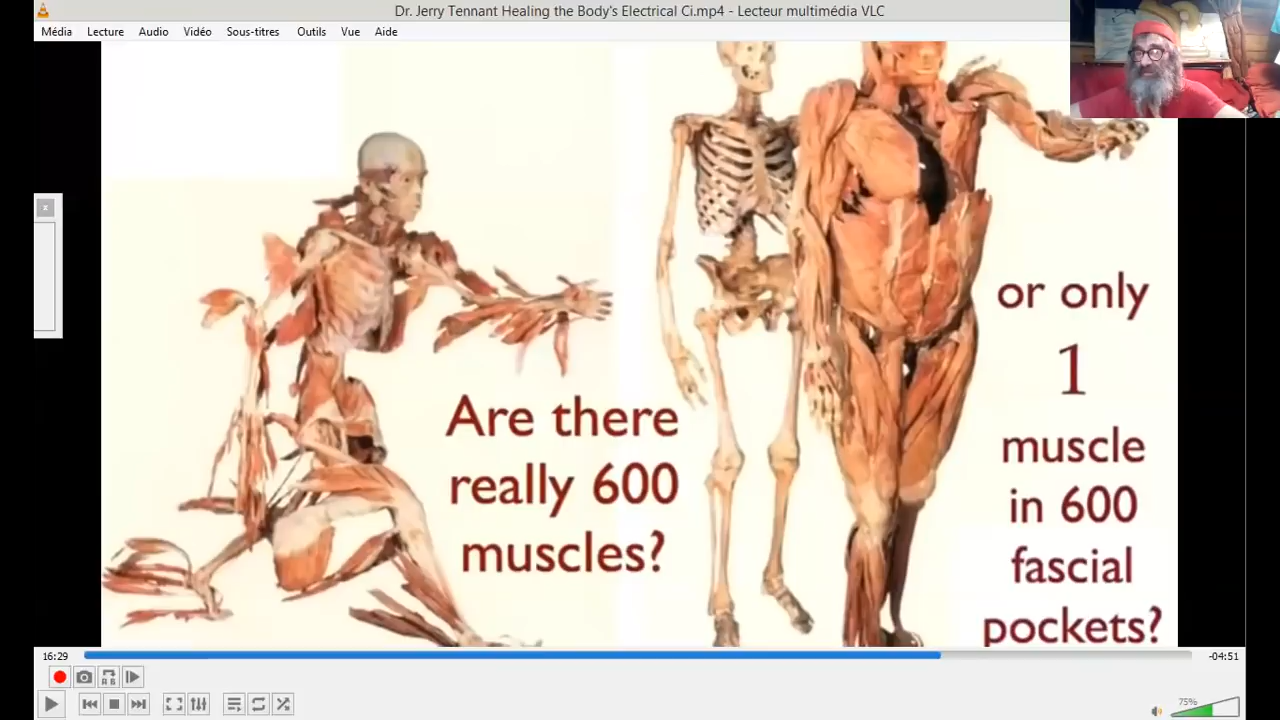 Dr. Jerry Tennant Healing the Body's Electrical Ci.mp4 - Lecteur multimédia VLC
Média Lecture Audio Vidéo Sous-titres Outils Vue Aide
Are there
really 600
muscles?
or only
1
muscle
in 600
fascial
pockets?
16:29
-04:51
75%